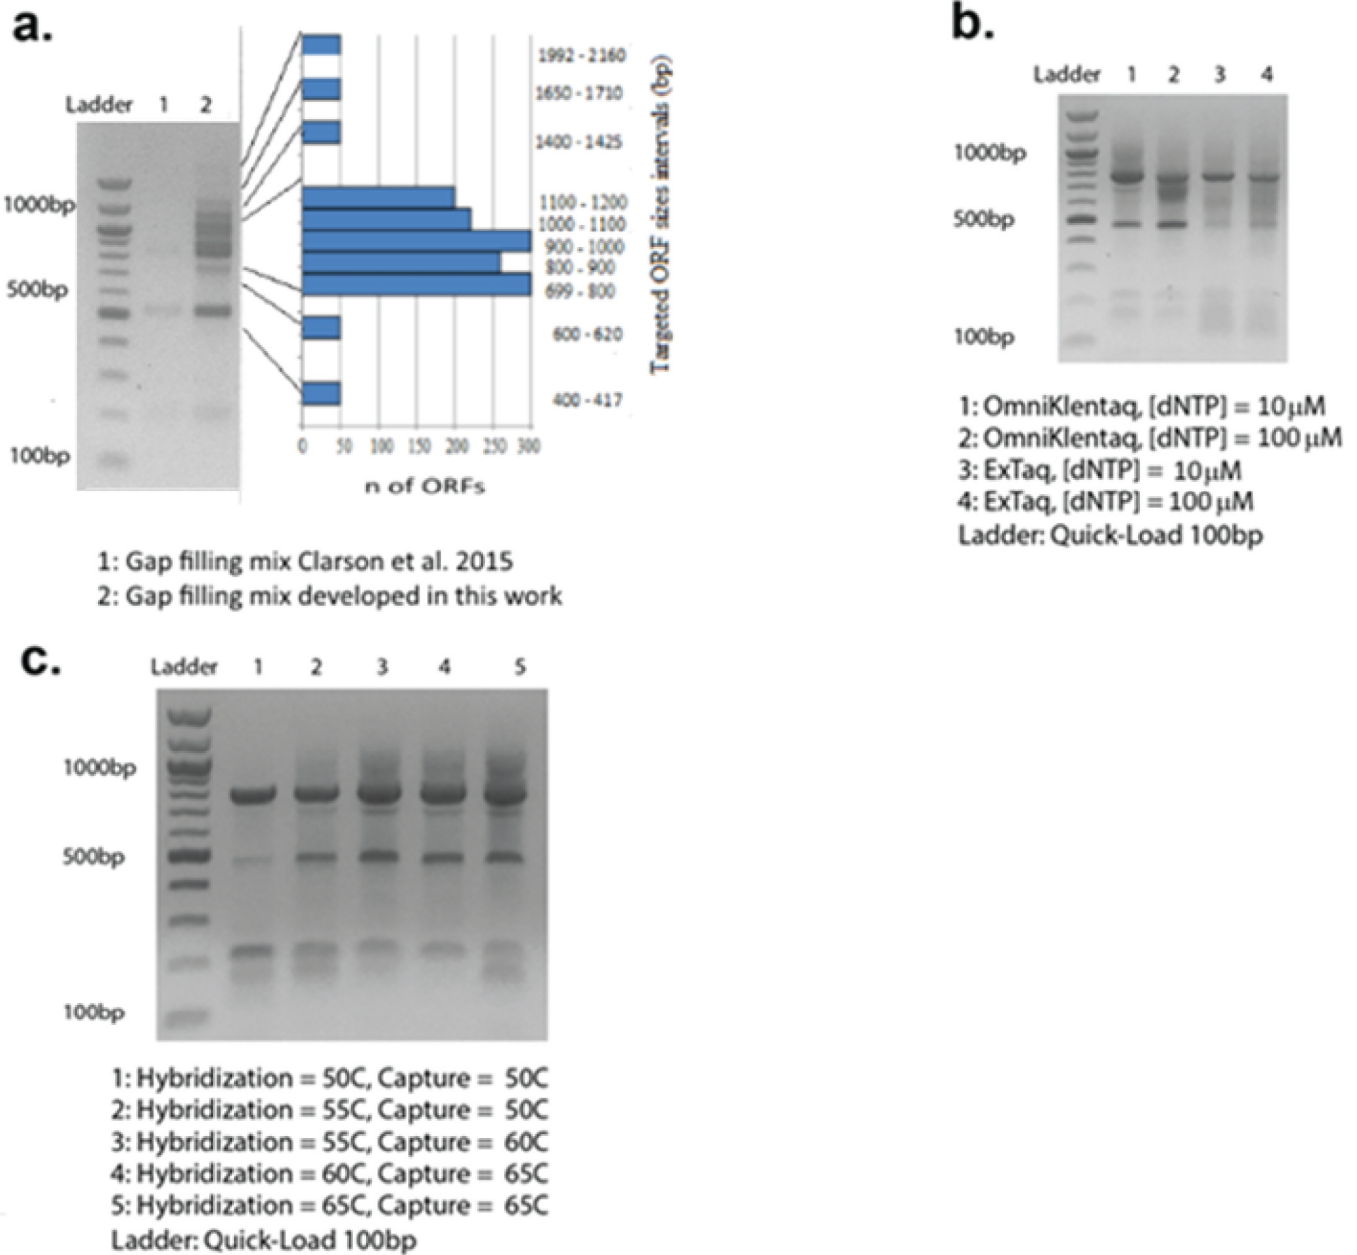 a.
Ladder 1 2
1000bp
500bp
100bp
1992 - 2160
1650 - 1710
1400 - 1425
1100 - 1200
1000 - 1100
900 - 1000
800 - 900
699 - 800
600 - 620
400 - 417
Targeted ORF sizes intervals (bp)
0 50 100 150 200 250 300
n of ORFs
1: Gap filling mix Clarson et al. 2015
2: Gap filling mix developed in this work
b.
Ladder 1 2 3 4
1000bp
500bp
100bp
1: OmniKlentaq, [dNTP] = 10μM
2: OmniKlentaq, [dNTP] = 100μM
3: ExTaq, [dNTP] = 10μM
4: ExTaq, [dNTP] = 100μM
Ladder: Quick-Load 100bp
c.
Ladder 1 2 3 4 5
1000bp
500bp
100bp
1: Hybridization = 50C, Capture = 50C
2: Hybridization = 55C, Capture = 50C
3: Hybridization = 55C, Capture = 60C
4: Hybridization = 60C, Capture = 65C
5: Hybridization = 65C, Capture = 65C
Ladder: Quick-Load 100bp